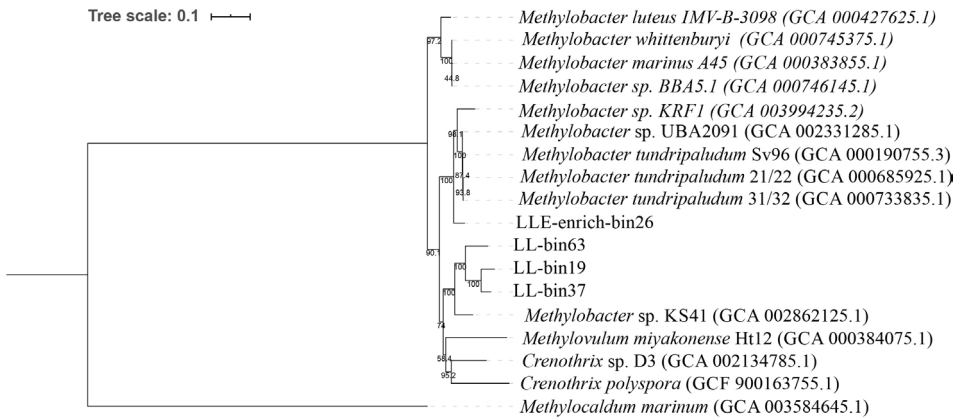 Tree scale: 0.1
Methylobacter luteus IMV-B-3098 (GCA 000427625.1)
97.2
Methylobacter whittenburyi (GCA 000745375.1)
100
Methylobacter marinus A45 (GCA 000383855.1)
44.8
Methylobacter sp. BBA5.1 (GCA 000746145.1)
Methylobacter sp. KRF1 (GCA 003994235.2)
98.1
Methylobacter sp. UBA2091 (GCA 002331285.1)
100
Methylobacter tundripaludum Sv96 (GCA 000190755.3)
100
87.4
Methylobacter tundripaludum 21/22 (GCA 000685925.1)
93.8
Methylobacter tundripaludum 31/32 (GCA 000733835.1)
LLE-enrich-bin26
90.1
LL-bin63
100
LL-bin19
100
100
LL-bin37
Methylobacter sp. KS41 (GCA 002862125.1)
74
Methylovulum miyakonense Ht12 (GCA 000384075.1)
58.4
Crenothrix sp. D3 (GCA 002134785.1)
95.2
Crenothrix polyspora (GCF 900163755.1)
Methylocaldum marinum (GCA 003584645.1)